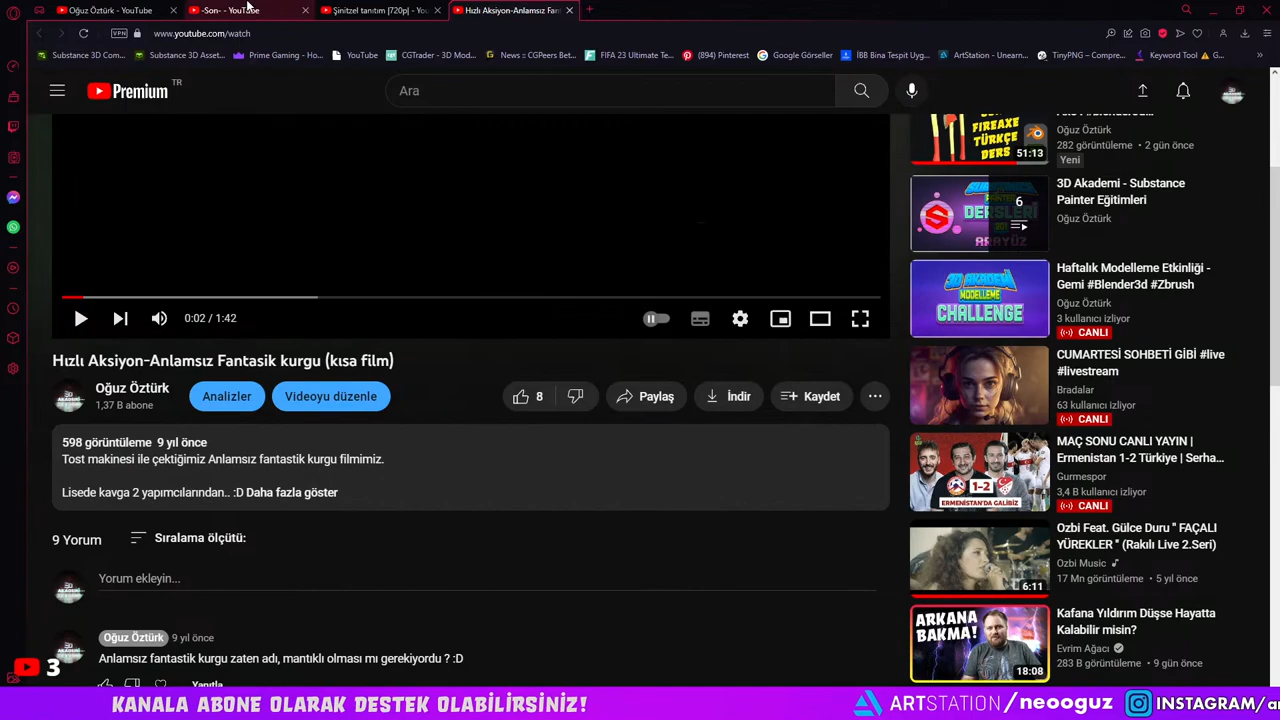 Oğuz Öztürk - YouTube
-Son- - YouTube
Şinitzel tanıtım [720p] - You
Hızlı Aksiyon-Anlamsız Fant
VPN
www.youtube.com/watch
Substance 3D Com...
Substance 3D Asset...
Prime Gaming - Ho...
YouTube
CGTrader - 3D Mod...
News :: CGPeers Bet...
FIFA 23 Ultimate Te...
(894) Pinterest
Google Görseller
İBB Bina Tespit Uyg...
ArtStation - Unearn...
TinyPNG – Compre...
Keyword Tool ⚠ G...
Premium TR
Ara
FIREAXE
TÜRKÇE
DERS
51:13
Oğuz Öztürk
282 görüntüleme • 2 gün önce
Yeni
DERSLERİ
ARAYÜZ
6
3D Akademi - Substance
Painter Eğitimleri
Oğuz Öztürk
3D AKADEMİ
MODELLEME
CHALLENGE
Haftalık Modelleme Etkinliği -
Gemi #Blender3d #Zbrush
Oğuz Öztürk
3 kullanıcı izliyor
CANLI
0:02 / 1:42
Hızlı Aksiyon-Anlamsız Fantasik kurgu (kısa film)
Oğuz Öztürk
1,37 B abone
Analizler
Videoyu düzenle
8
Paylaş
İndir
Kaydet
598 görüntüleme 9 yıl önce
Tost makinesi ile çektiğimiz Anlamsız fantastik kurgu filmimiz.
Lisede kavga 2 yapımcılarından.. :D Daha fazla göster
9 Yorum
Sıralama ölçütü:
Yorum ekleyin...
Oğuz Öztürk 9 yıl önce
Anlamsız fantastik kurgu zaten adı, mantıklı olması mı gerekiyordu ? :D
Yanıtla
CUMARTESİ SOHBETİ GİBİ #live
#livestream
Bradalar
63 kullanıcı izliyor
CANLI
1-2
ERMENİSTAN'DA GALİBİZ
MAÇ SONU CANLI YAYIN |
Ermenistan 1-2 Türkiye | Serha...
Gurmespor
3,4 B kullanıcı izliyor
CANLI
6:11
Ozbi Feat. Gülce Duru " FAÇALI
YÜREKLER " (Rakılı Live 2.Seri)
Ozbi Music
17 Mn görüntüleme • 5 yıl önce
ARKANA
BAKMA!
18:08
Kafana Yıldırım Düşse Hayatta
Kalabilir misin?
Evrim Ağacı
263 B görüntüleme • 9 gün önce
3
KANALA ABONE OLARAK DESTEK OLABİLİRSİNİZ!
ARTSTATION/neooguz
INSTAGRAM/a